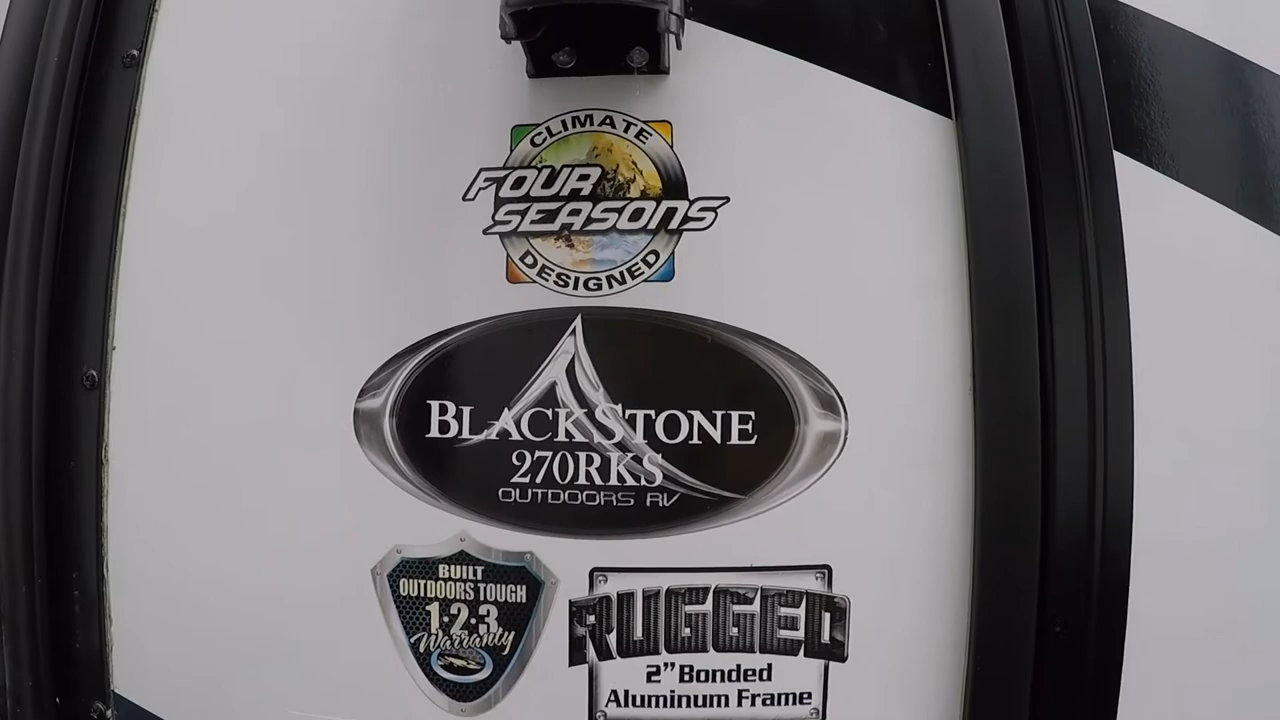 CLIMATE
FOUR
SEASONS
DESIGNED
BLACKSTONE
270RKS
OUTDOORS RV
BUILT
OUTDOORS TOUGH
1·2·3
Warranty
RUGGED
2" Bonded
Aluminum Frame